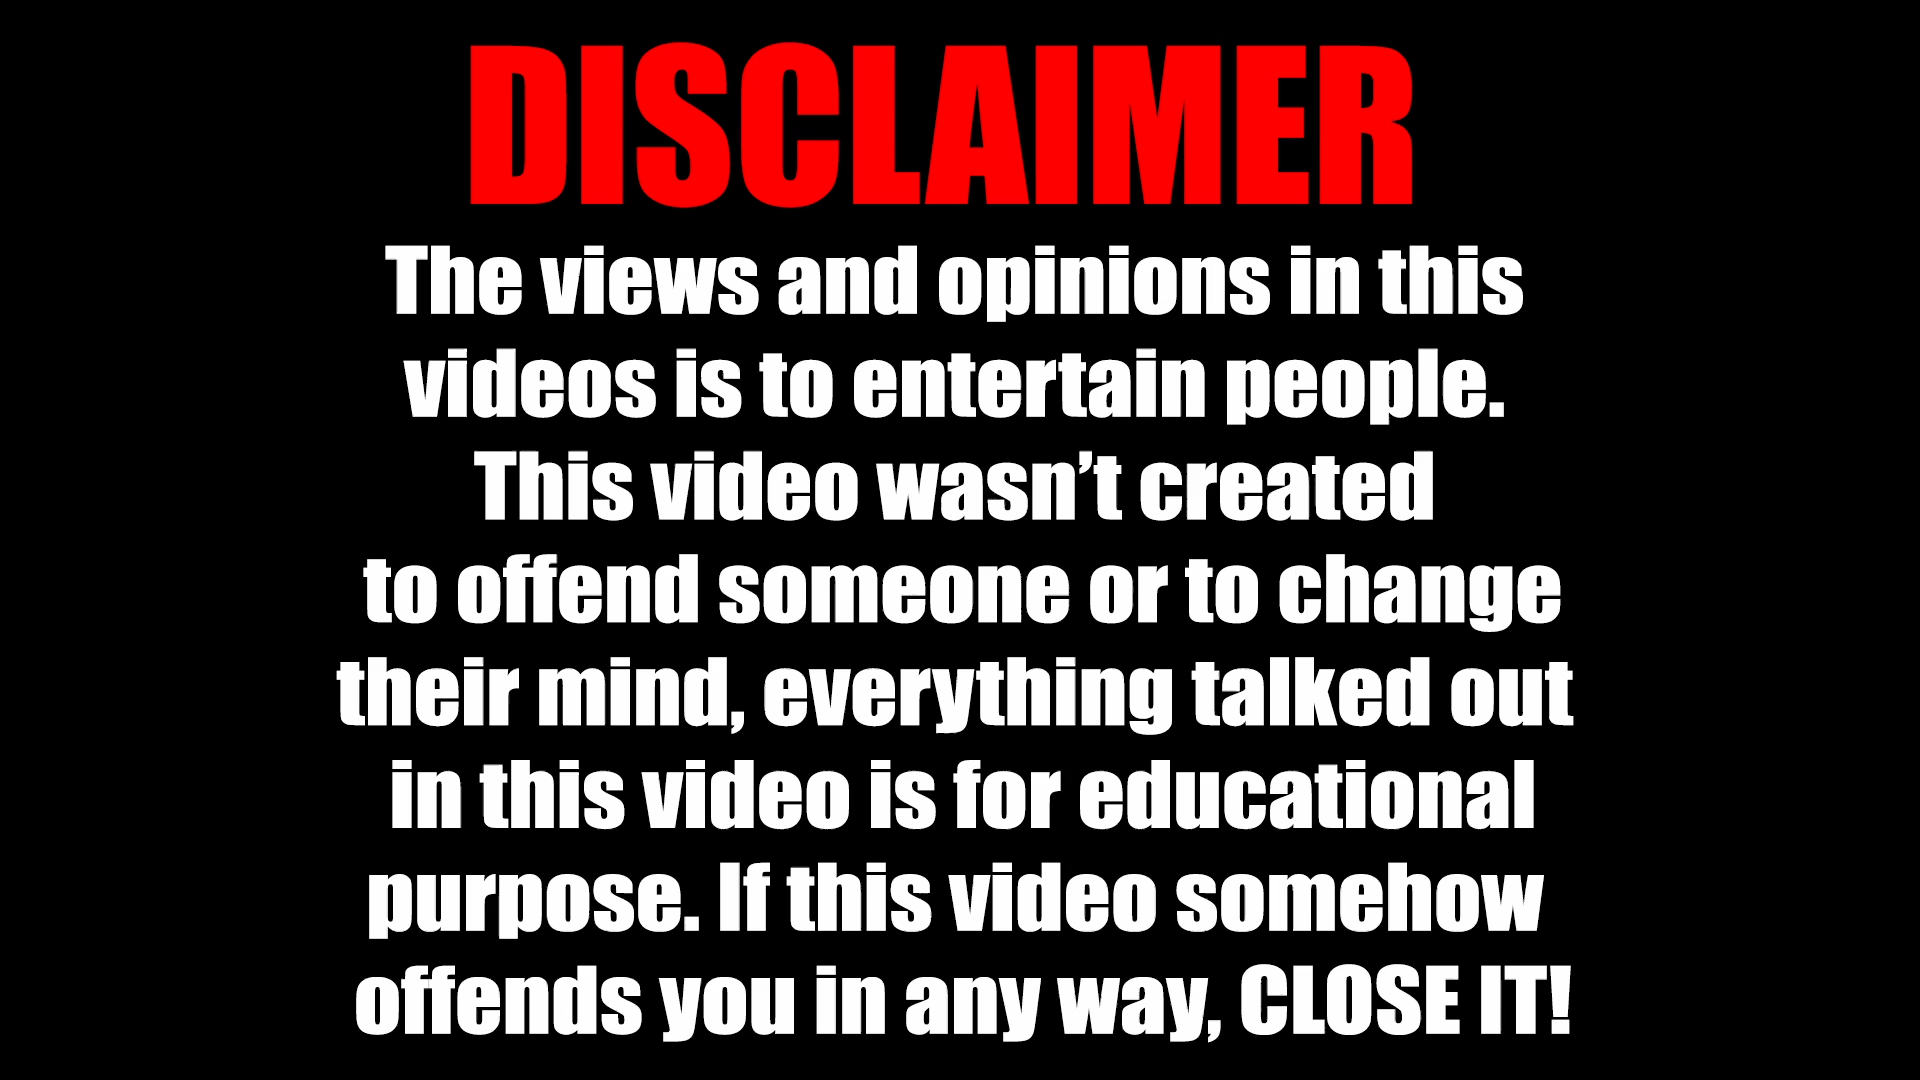 DISCLAIMER
The views and opinions in this
videos is to entertain people.
This video wasn’t created
to offend someone or to change
their mind, everything talked out
in this video is for educational
purpose. If this video somehow
offends you in any way, CLOSE IT!